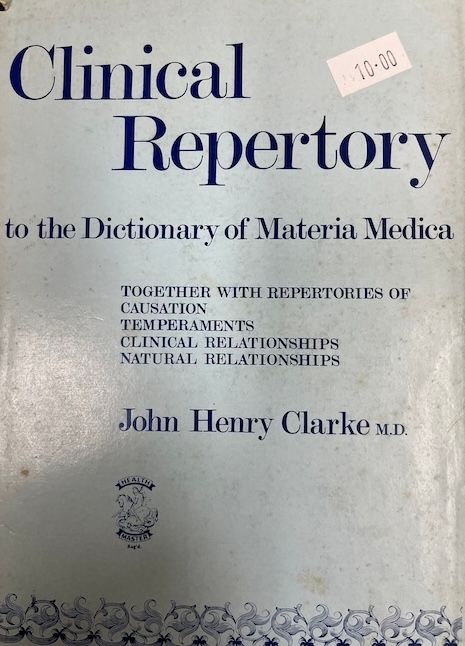 Clinical
10.00
Repertory
to the Dictionary of Materia Medica
TOGETHER WITH REPERTORIES OF
CAUSATION
TEMPERAMENTS
CLINICAL RELATIONSHIPS
NATURAL RELATIONSHIPS
John Henry Clarke M.D.
HEALTH
MASTER
Reg'd.